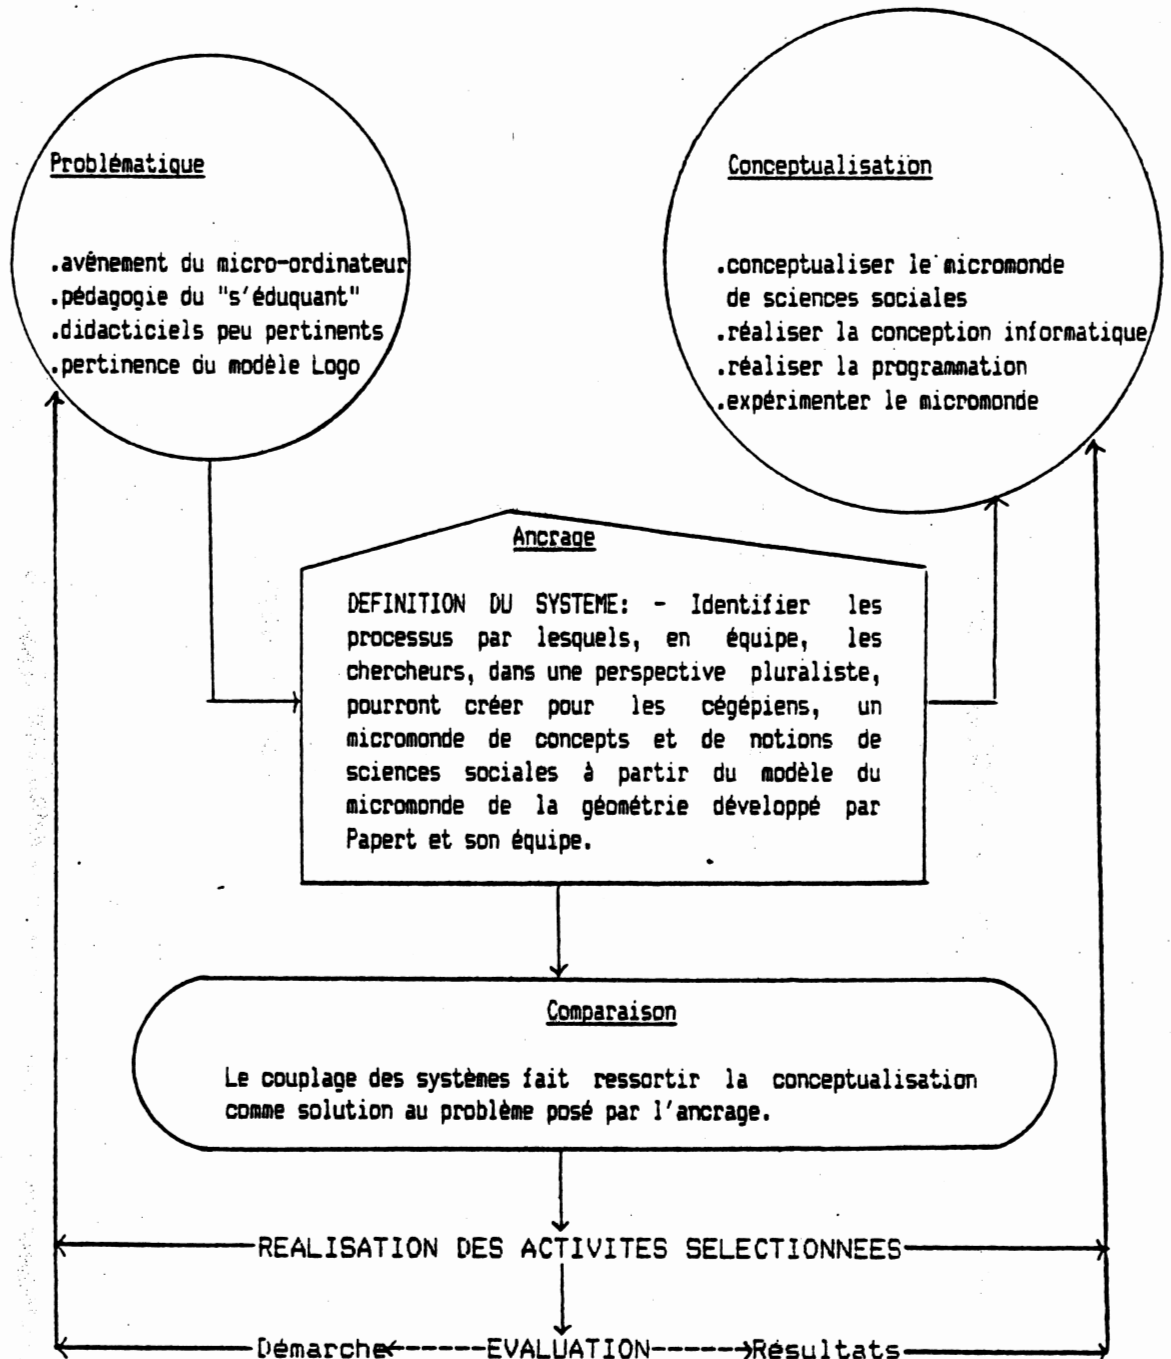 Problématique
.avênement du micro-ordinateur
.pédagogie du "s'éduquant"
.didacticiels peu pertinents
.pertinence du modèle Logo
Conceptualisation
.conceptualiser le micromonde
de sciences sociales
.réaliser la conception informatique
.réaliser la programmation
.expérimenter le micromonde
Ancrage
DEFINITION DU SYSTEME: - Identifier les
processus par lesquels, en équipe, les
chercheurs, dans une perspective pluraliste,
pourront créer pour les cégépiens, un
micromonde de concepts et de notions de
sciences sociales à partir du modèle du
micromonde de la géométrie développé par
Papert et son équipe.
Comparaison
Le couplage des systèmes fait ressortir la conceptualisation
comme solution au problème posé par l'ancrage.
REALISATION DES ACTIVITES SELECTIONNEES
Démarche<------EVALUATION------>Résultats